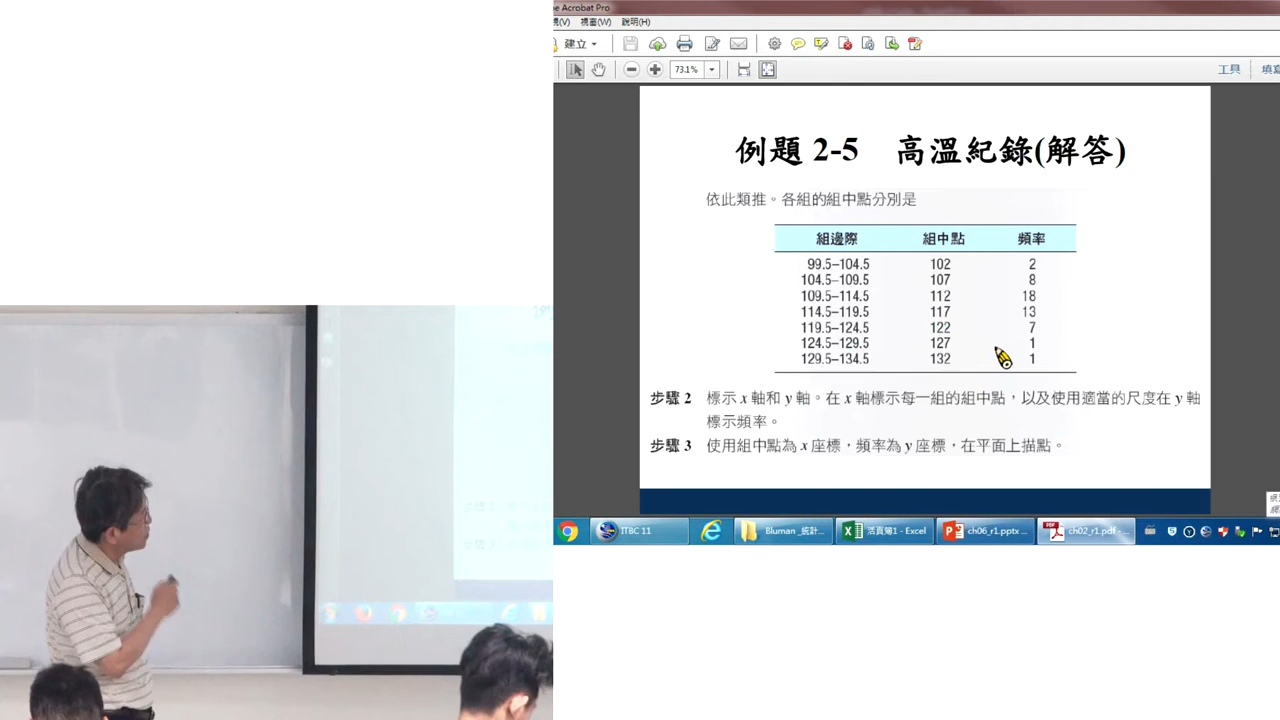 e Acrobat Pro
視(V) 視窗(W) 說明(H)
建立
73.1%
工具
例題 2-5 高溫紀錄(解答)
依此類推。各組的組中點分別是
組邊際 組中點 頻率
99.5–104.5 102 2
104.5–109.5 107 8
109.5–114.5 112 18
114.5–119.5 117 13
119.5–124.5 122 7
124.5–129.5 127 1
129.5–134.5 132 1
步驟 2 標示 x 軸和 y 軸。在 x 軸標示每一組的組中點，以及使用適當的尺度在 y 軸
標示頻率。
步驟 3 使用組中點為 x 座標，頻率為 y 座標，在平面上描點。
ITBC 11
Bluman _統計...
活頁簿1 - Excel
ch06_r1.pptx ...
ch02_r1.pdf - ...